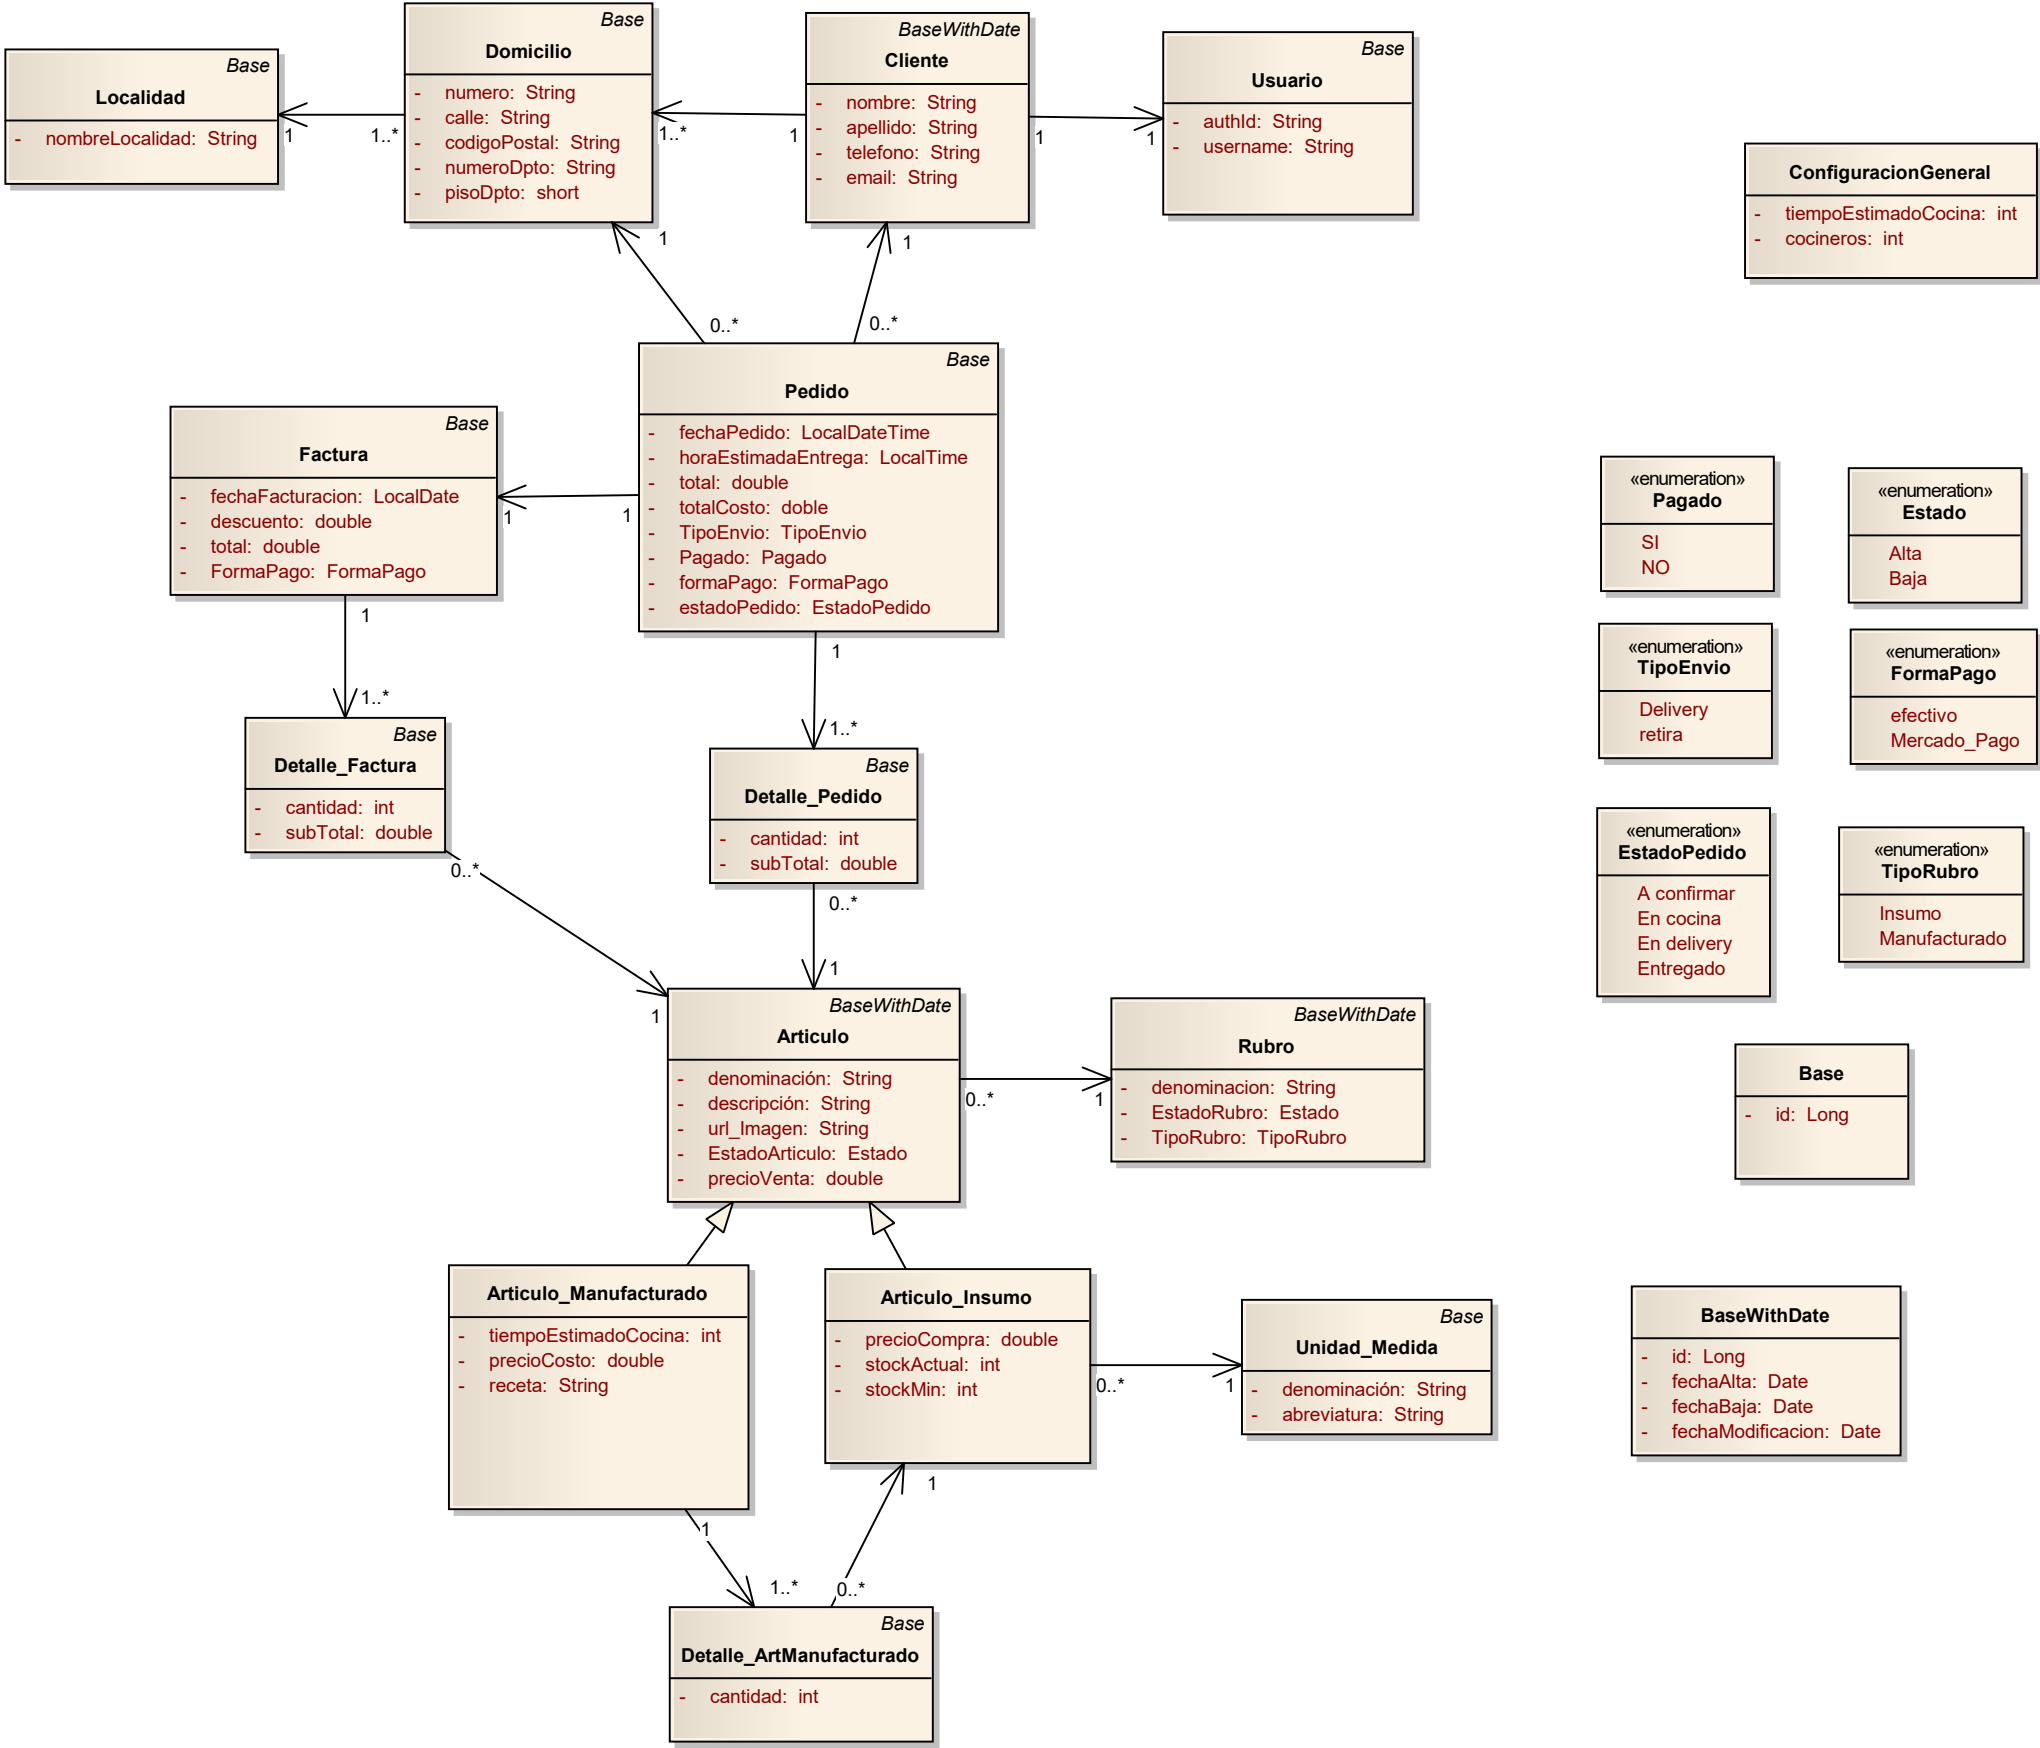 Base
Localidad
- nombreLocalidad: String
1
1..*
Base
Domicilio
- numero: String
- calle: String
- codigoPostal: String
- numeroDpto: String
- pisoDpto: short
1..*
1
BaseWithDate
Cliente
- nombre: String
- apellido: String
- telefono: String
- email: String
1
1
Base
Usuario
- authId: String
- username: String
ConfiguracionGeneral
- tiempoEstimadoCocina: int
- cocineros: int
1
0..*
1
0..*
Base
Pedido
- fechaPedido: LocalDateTime
- horaEstimadaEntrega: LocalTime
- total: double
- totalCosto: doble
- TipoEnvio: TipoEnvio
- Pagado: Pagado
- formaPago: FormaPago
- estadoPedido: EstadoPedido
1
1
Base
Factura
- fechaFacturacion: LocalDate
- descuento: double
- total: double
- FormaPago: FormaPago
1
1..*
1
1..*
Base
Detalle_Factura
- cantidad: int
- subTotal: double
0..*
1
Base
Detalle_Pedido
- cantidad: int
- subTotal: double
0..*
1
«enumeration»
Pagado
SI
NO
«enumeration»
Estado
Alta
Baja
«enumeration»
TipoEnvio
Delivery
retira
«enumeration»
FormaPago
efectivo
Mercado_Pago
«enumeration»
EstadoPedido
A confirmar
En cocina
En delivery
Entregado
«enumeration»
TipoRubro
Insumo
Manufacturado
BaseWithDate
Articulo
- denominación: String
- descripción: String
- url_Imagen: String
- EstadoArticulo: Estado
- precioVenta: double
0..*
1
BaseWithDate
Rubro
- denominacion: String
- EstadoRubro: Estado
- TipoRubro: TipoRubro
Base
- id: Long
Articulo_Manufacturado
- tiempoEstimadoCocina: int
- precioCosto: double
- receta: String
Articulo_Insumo
- precioCompra: double
- stockActual: int
- stockMin: int
0..*
1
Base
Unidad_Medida
- denominación: String
- abreviatura: String
BaseWithDate
- id: Long
- fechaAlta: Date
- fechaBaja: Date
- fechaModificacion: Date
1
1..*
1
0..*
Base
Detalle_ArtManufacturado
- cantidad: int